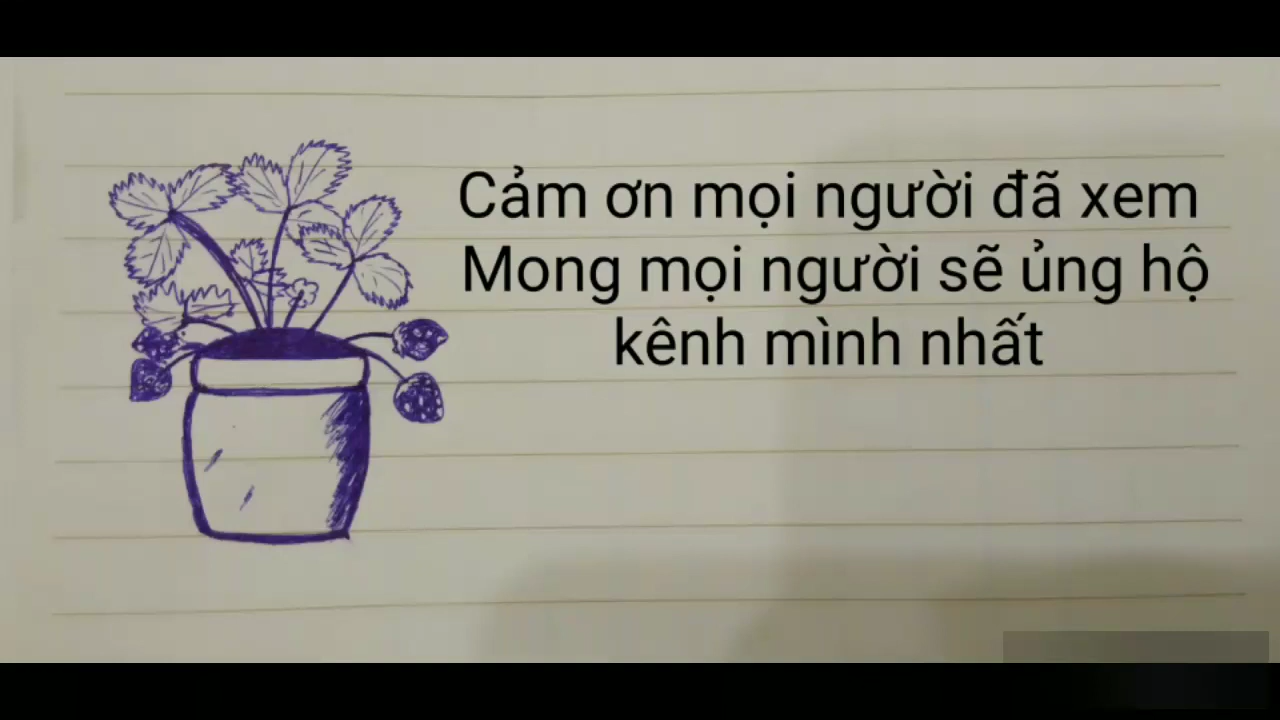 Cảm ơn mọi người đã xem
Mong mọi người sẽ ủng hộ
kênh mình nhất